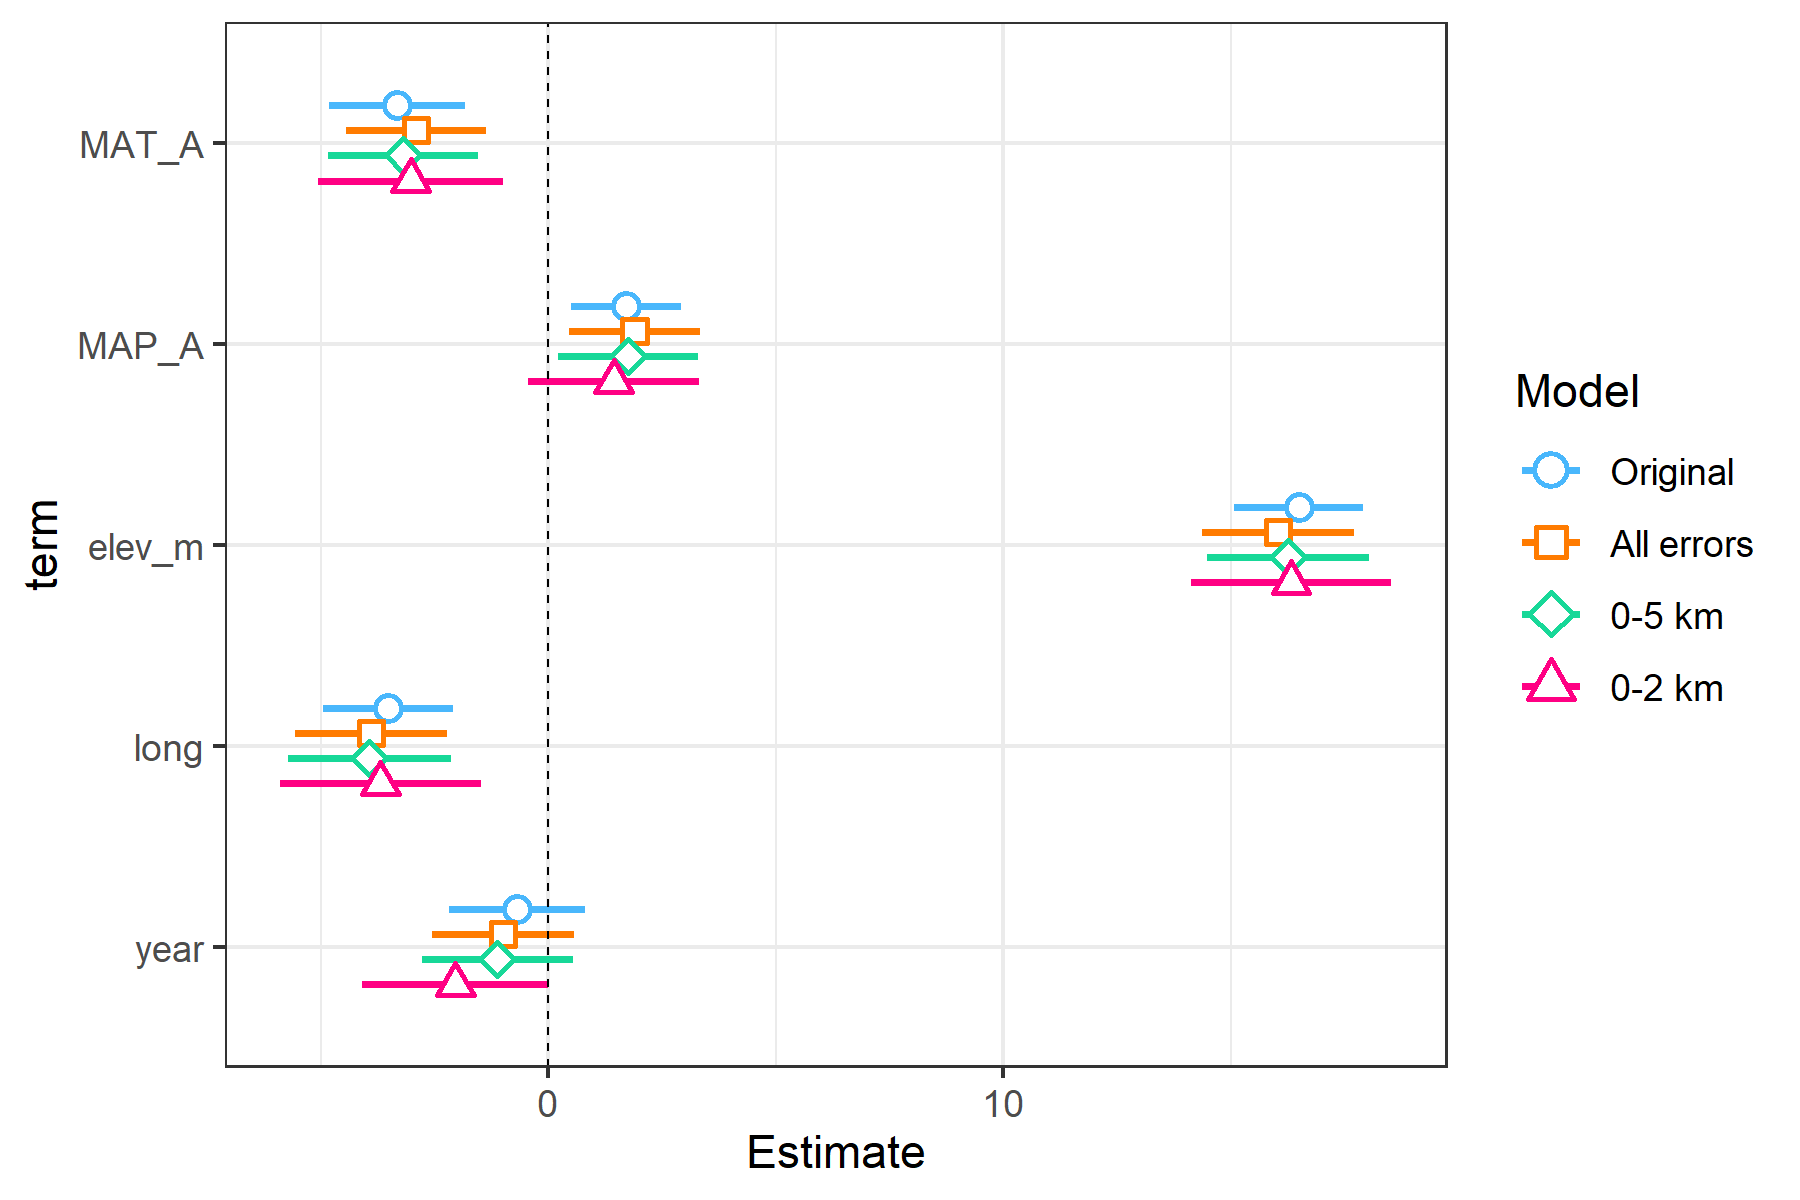 MAT_A
MAP_A
elev_m
long
year
term
0
10
Estimate
Model
Original
All errors
0-5 km
0-2 km